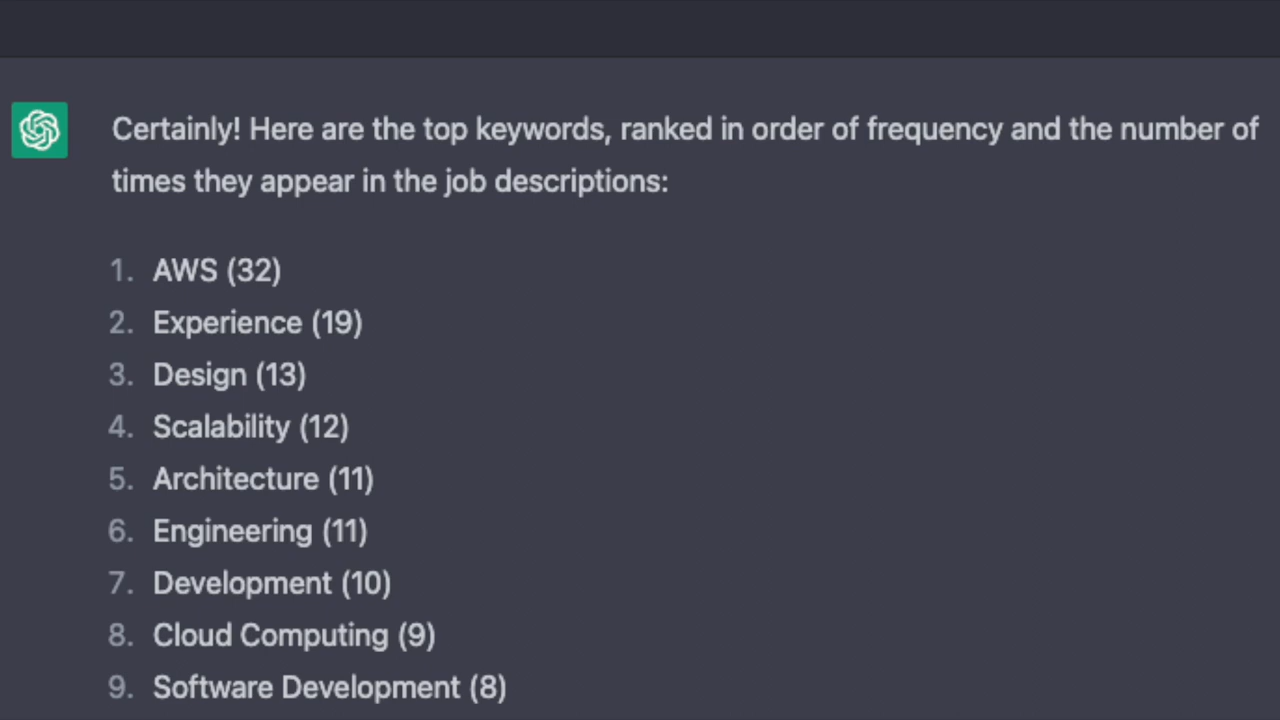 Certainly! Here are the top keywords, ranked in order of frequency and the number of
times they appear in the job descriptions:
1. AWS (32)
2. Experience (19)
3. Design (13)
4. Scalability (12)
5. Architecture (11)
6. Engineering (11)
7. Development (10)
8. Cloud Computing (9)
9. Software Development (8)